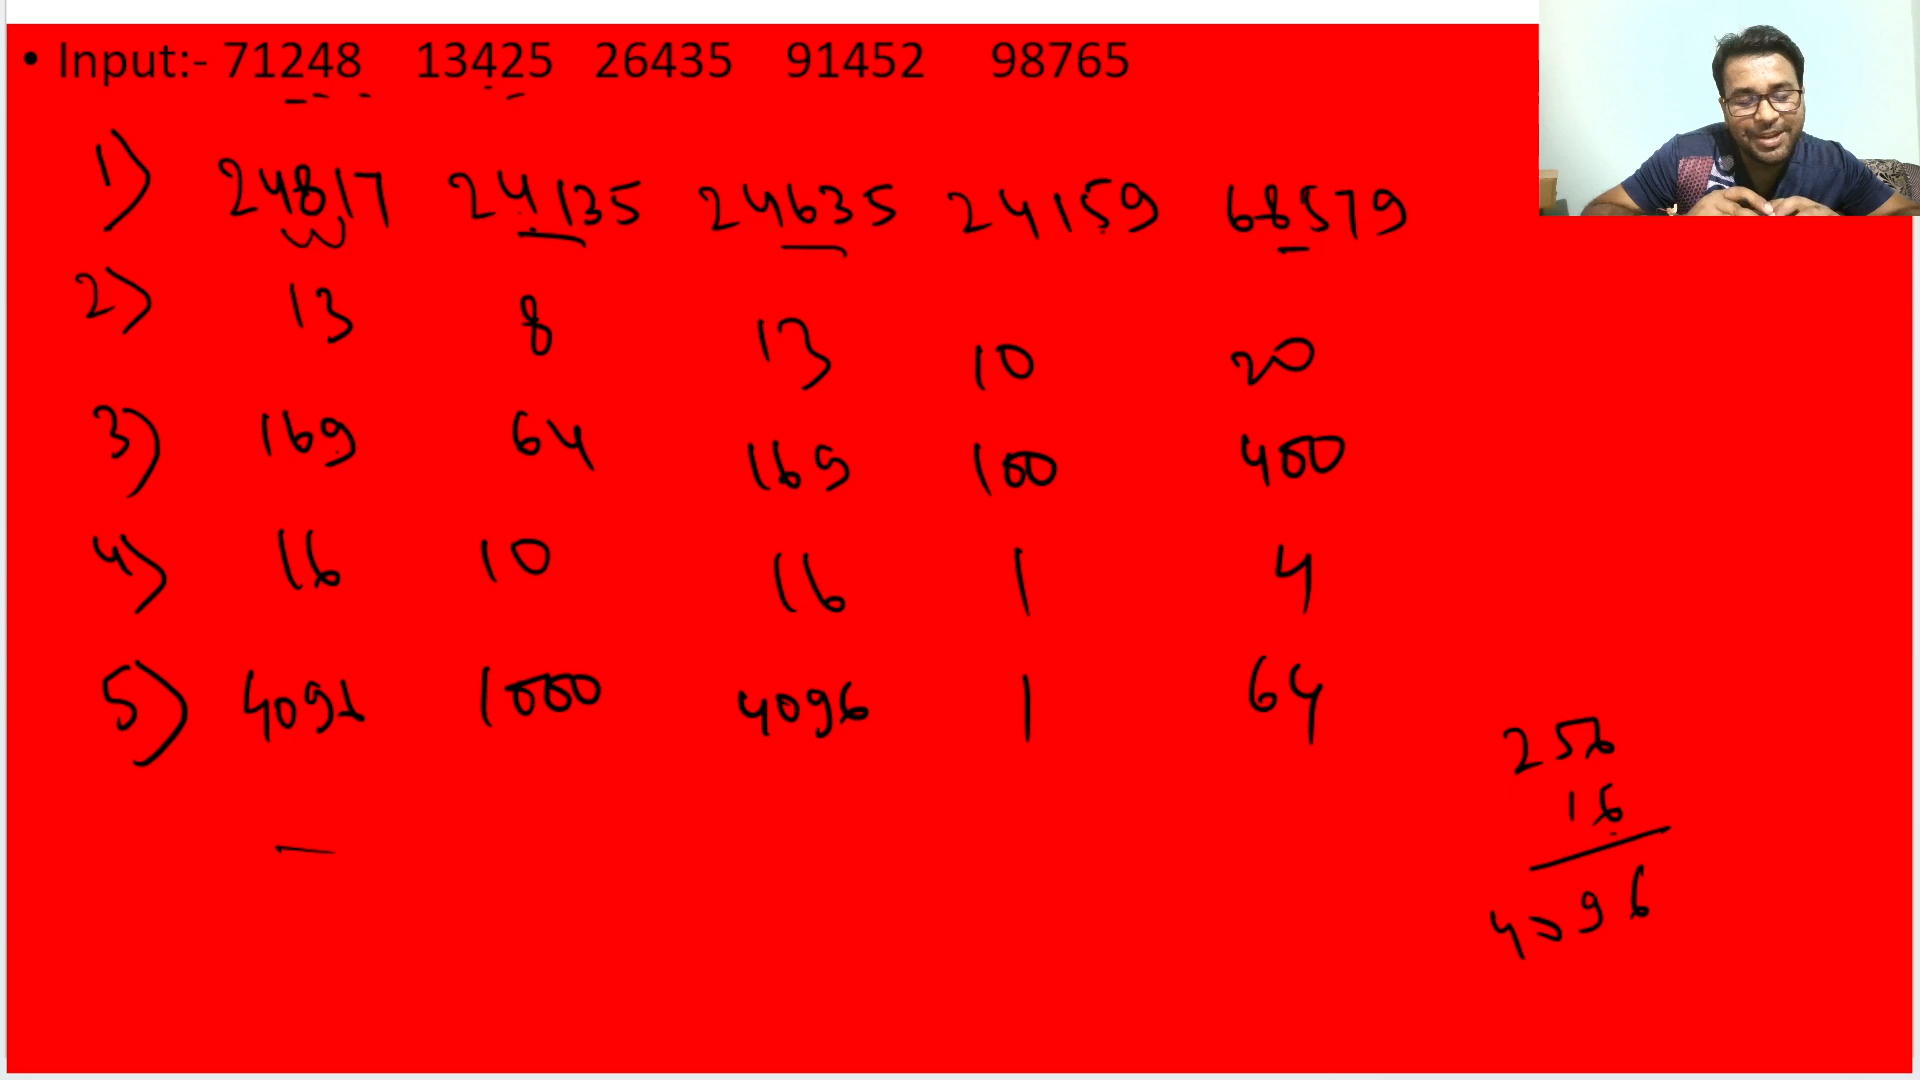 • Input:- 71248 13425 26435 91452 98765
1) 24817 24135 24635 24159 68579
2) 13 8 13 10 20
3) 169 64 169 100 400
4) 16 10 16 1 4
5) 4096 1000 4096 1 64
256
16
4096